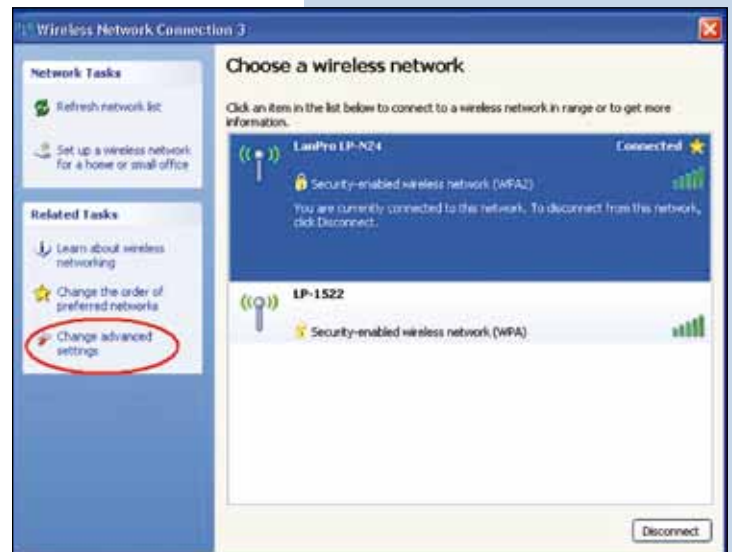 Wireless Network Connection 3
Network Tasks
Refresh network list
Set up a wireless network
for a home or small office
Related Tasks
Learn about wireless
networking
Change the order of
preferred networks
Change advanced
settings
Choose a wireless network
Click an item in the list below to connect to a wireless network in range or to get more
information.
LanPro LP-N24
Connected
Security-enabled wireless network (WPA2)
You are currently connected to this network. To disconnect from this network,
click Disconnect.
LP-1522
Security-enabled wireless network (WPA)
Disconnect